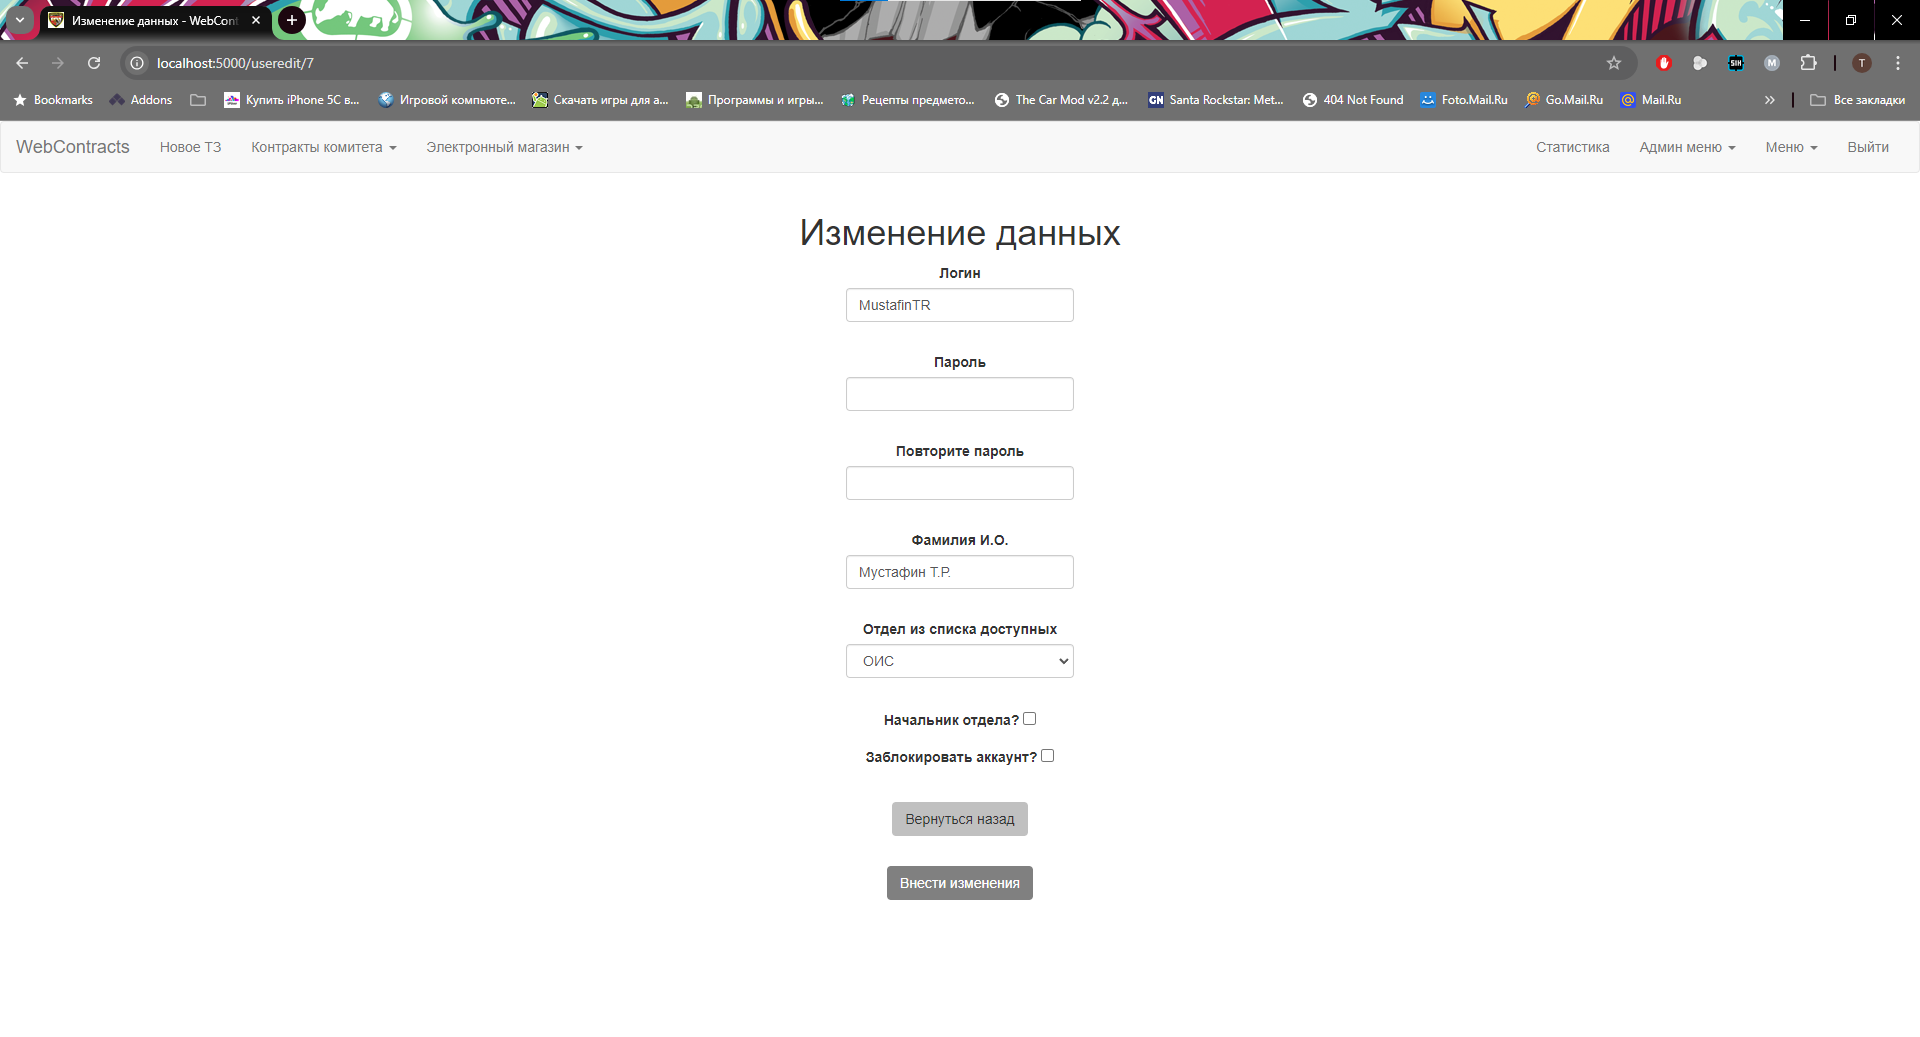 Изменение данных - WebCont
localhost:5000/useredit/7
SIH
M
T
Bookmarks
Addons
Купить iPhone 5C в...
Игровой компьюте...
Скачать игры для а...
Программы и игры...
Рецепты предмето...
The Car Mod v2.2 д...
GN
Santa Rockstar: Met...
404 Not Found
Foto.Mail.Ru
Go.Mail.Ru
Mail.Ru
Все закладки
WebContracts
Новое ТЗ
Контракты комитета
Электронный магазин
Статистика
Админ меню
Меню
Выйти
Изменение данных
Логин
MustafinTR
Пароль
Повторите пароль
Фамилия И.О.
Мустафин Т.Р.
Отдел из списка доступных
ОИС
Начальник отдела?
Заблокировать аккаунт?
Вернуться назад
Внести изменения